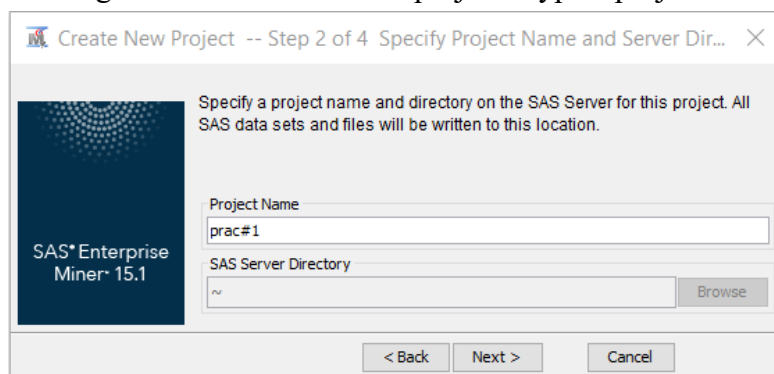 Create New Project -- Step 2 of 4 Specify Project Name and Server Dir...
Specify a project name and directory on the SAS Server for this project. All
SAS data sets and files will be written to this location.
Project Name
prac#1
SAS Server Directory
~
Browse
SAS® Enterprise
Miner™ 15.1
< Back
Next >
Cancel